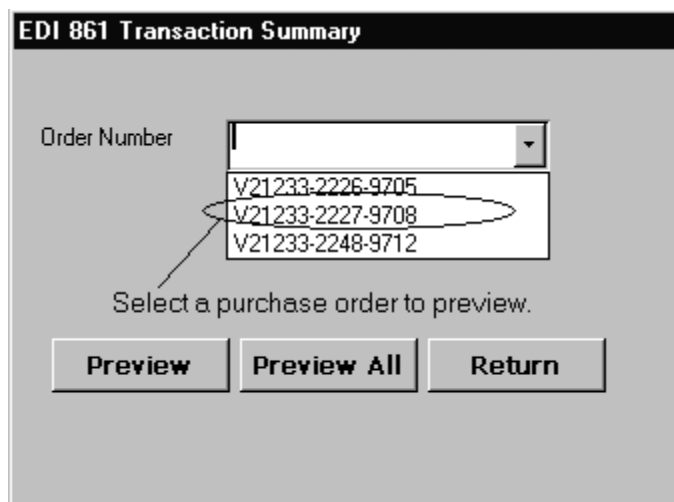 EDI 861 Transaction Summary
Order Number
V21233-2226-9705
V21233-2227-9708
V21233-2248-9712
Select a purchase order to preview.
Preview Preview All Return